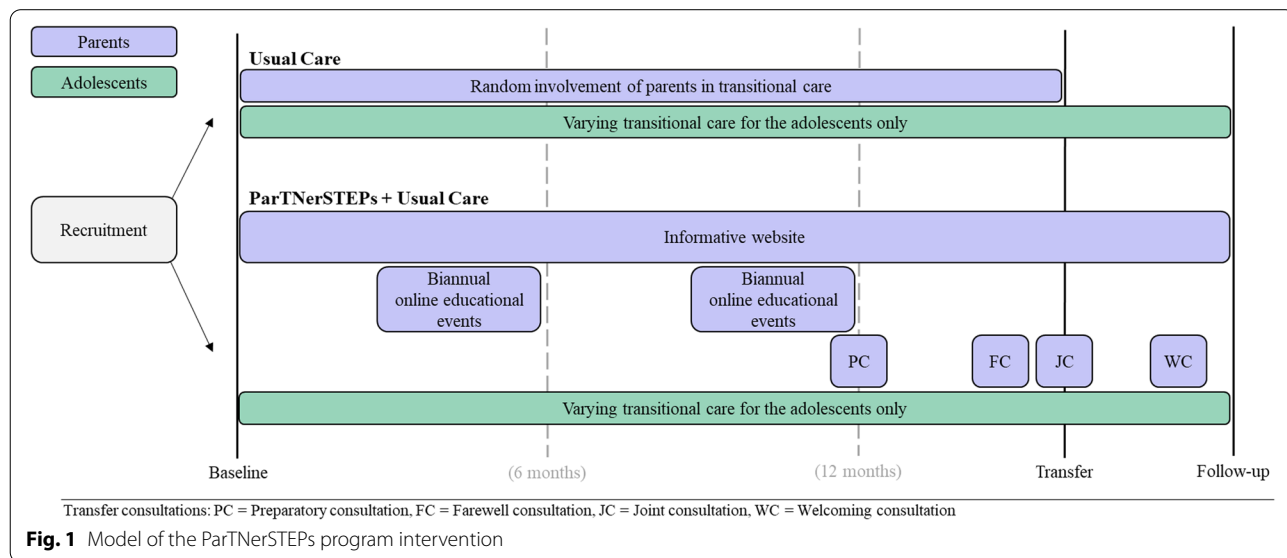 Parents
Adolescents
Recruitment
Usual Care
Random involvement of parents in transitional care
Varying transitional care for the adolescents only
ParTNerSTEPs + Usual Care
Informative website
Biannual
online educational
events
Biannual
online educational
events
PC
FC
JC
WC
Varying transitional care for the adolescents only
Baseline
(6 months)
(12 months)
Transfer
Follow-up
Transfer consultations: PC = Preparatory consultation, FC = Farewell consultation, JC = Joint consultation, WC = Welcoming consultation
Fig. 1 Model of the ParTNerSTEPs program intervention